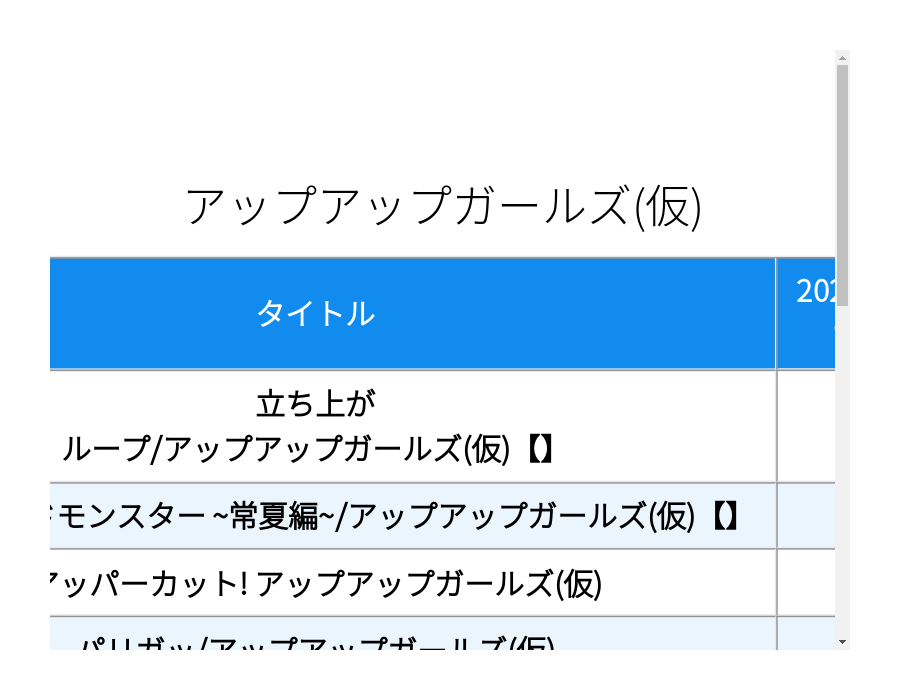 アップアップガールズ(仮)
タイトル
202
立ち上が
ループ/アップアップガールズ(仮)【】
モンスター ~常夏編~/アップアップガールズ(仮)【】
アッパーカット! アップアップガールズ(仮)
パリガッ/アップアップガールズ(仮)